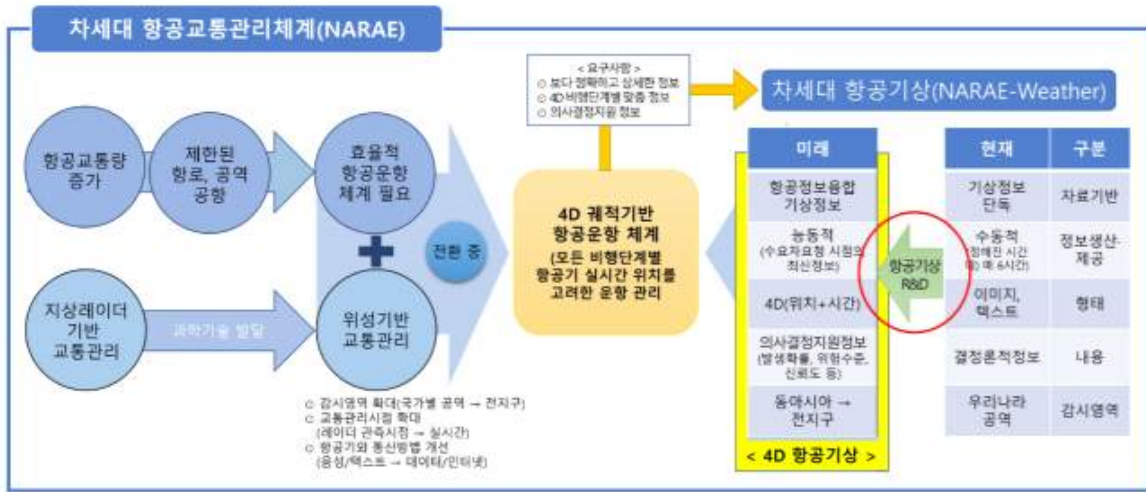 차세대 항공교통관리체계(NARAE)
< 요구사항 >
⊙ 보다 정확하고 상세한 정보
⊙ 4D 비행단계별 맞춤 정보
⊙ 의사결정지원 정보
차세대 항공기상(NARAE-Weather)
항공교통량
증가
제한된
항로, 공역
공항
효율적
항공운항
체계 필요
전환 중
지상레이더
기반
교통관리
과학기술 발달
위성기반
교통관리
⊙ 감시영역 확대(국가별 공역 → 전지구)
⊙ 교통관리시점 확대
(레이더 관측시점 → 실시간)
⊙ 항공기와 통신방법 개선
(음성/텍스트 → 데이터/인터넷)
4D 궤적기반
항공운항 체계
(모든 비행단계별
항공기 실시간 위치를
고려한 운항 관리
미래
항공정보융합
기상정보
능동적
(수요자요청 시점의
최신정보)
4D(위치+시간)
의사결정지원정보
(발생확률, 위험수준,
신뢰도 등)
동아시아 →
전지구
< 4D 항공기상 >
항공기상
R&D
현재
구분
기상정보
단독
자료기반
수동적
정해진 시간
매 6시간)
정보생산·
제공
이미지,
텍스트
형태
결정론적정보
내용
우리나라
공역
감시영역